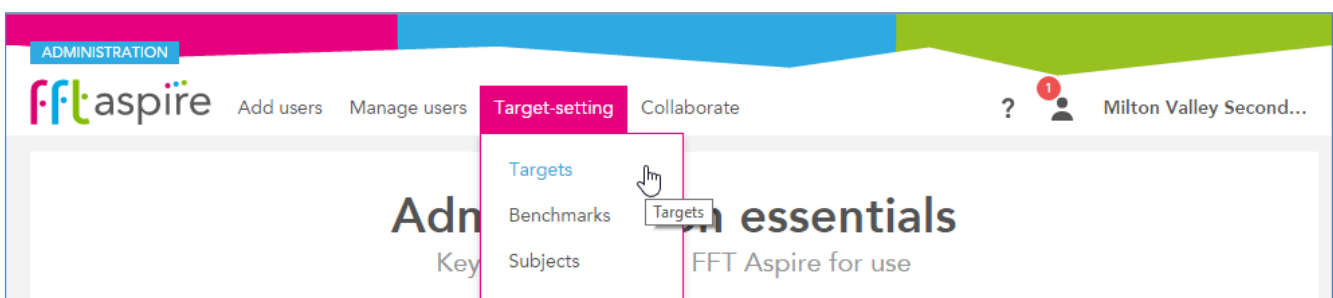 ADMINISTRATION
fft aspire Add users Manage users Target-setting Collaborate ? 1 Milton Valley Second...
Targets
Adm on essentials
Benchmarks Targets
Key FFT Aspire for use
Subjects